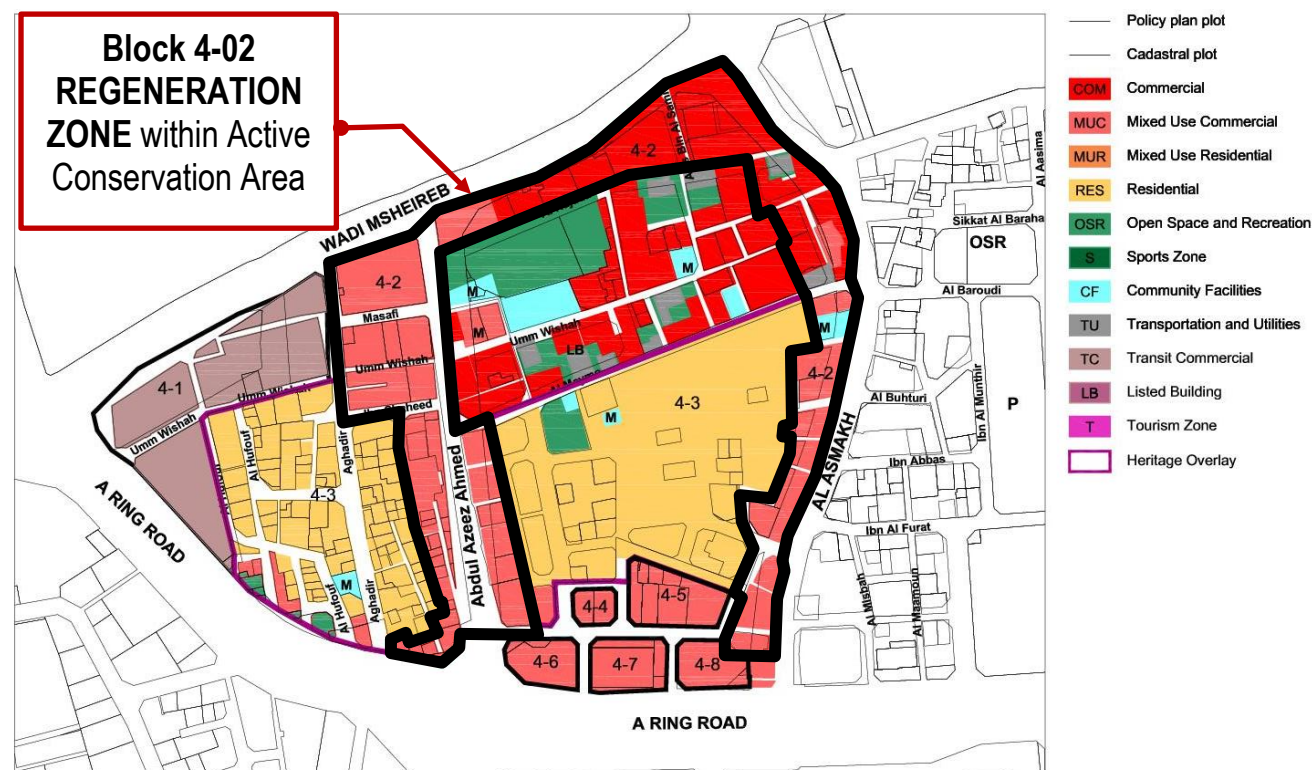 Block 4-02
REGENERATION
ZONE within Active
Conservation Area
WADI MSHEIREB
4-2
Bin Al Sami
4-2
M
M
M
Masafi
Umm Wishah
Umm Wishah
LB
M
4-1
Umm Wishah
Umm Wishah
4-2
4-3
M
Al Hufouf
Aghadir
4-3
Abdul Azeez Ahmed
AL ASMAKH
A RING ROAD
M
Al Hufouf
Aghadir
4-4
4-5
4-6
4-7
4-8
A RING ROAD
Al Aasima
Sikkat Al Baraha
OSR
Al Baroudi
Ibn Al Munthir
P
Al Buhturi
Ibn Abbas
Ibn Al Furat
Al Misbah
Al Maamoun
Policy plan plot
Cadastral plot
COM Commercial
MUC Mixed Use Commercial
MUR Mixed Use Residential
RES Residential
OSR Open Space and Recreation
S Sports Zone
CF Community Facilities
TU Transportation and Utilities
TC Transit Commercial
LB Listed Building
T Tourism Zone
Heritage Overlay